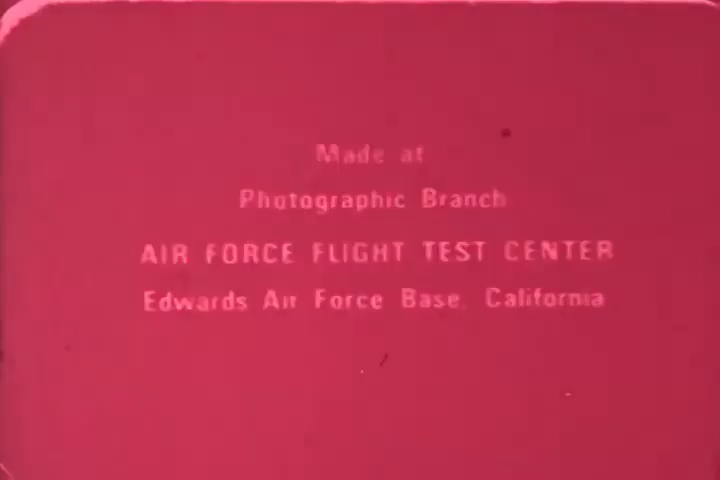 Made at
Photographic Branch
AIR FORCE FLIGHT TEST CENTER
Edwards Air Force Base, California